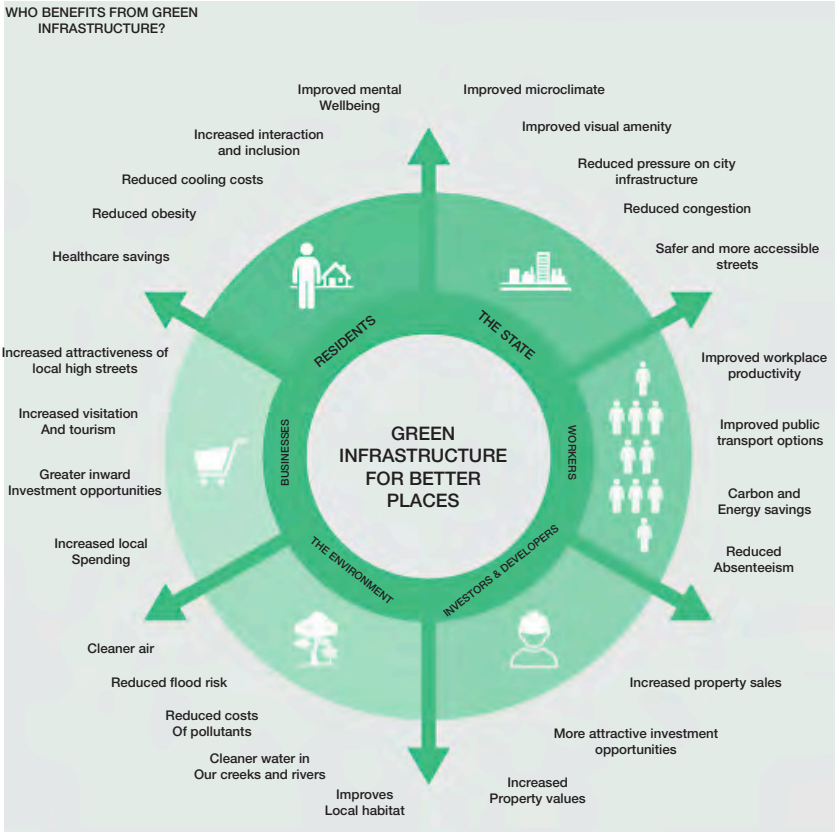 WHO BENEFITS FROM GREEN
INFRASTRUCTURE?
Improved mental
Wellbeing
Increased interaction
and inclusion
Reduced cooling costs
Reduced obesity
Healthcare savings
Improved microclimate
Improved visual amenity
Reduced pressure on city
infrastructure
Reduced congestion
Safer and more accessible
streets
RESIDENTS
THE STATE
Increased attractiveness of
local high streets
Increased visitation
And tourism
Greater inward
Investment opportunities
Increased local
Spending
BUSINESSES
GREEN
INFRASTRUCTURE
FOR BETTER
PLACES
WORKERS
Improved workplace
productivity
Improved public
transport options
Carbon and
Energy savings
Reduced
Absenteeism
THE ENVIRONMENT
INVESTORS & DEVELOPERS
Cleaner air
Reduced flood risk
Reduced costs
Of pollutants
Cleaner water in
Our creeks and rivers
Improves
Local habitat
Increased property sales
More attractive investment
opportunities
Increased
Property values